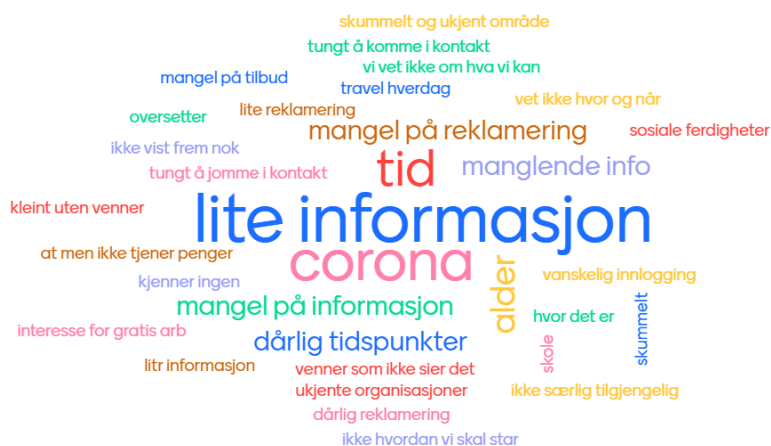 skummelt og ukjent område
tungt å komme i kontakt
vi vet ikke om hva vi kan
mangel på tilbud
travel hverdag
vet ikke hvor og når
lite reklamering
oversetter
mangel på reklamering
sosiale ferdigheter
ikke vist frem nok
tid
manglende info
tungt å jomme i kontakt
kleint uten venner
lite informasjon
at men ikke tjener penger
corona
alder
vanskelig innlogging
kjenner ingen
mangel på informasjon
hvor det er
skummelt
interesse for gratis arb
dårlig tidspunkter
skole
litr informasjon
venner som ikke sier det
ukjente organisasjoner
ikke særlig tilgjengelig
dårlig reklamering
ikke hvordan vi skal star